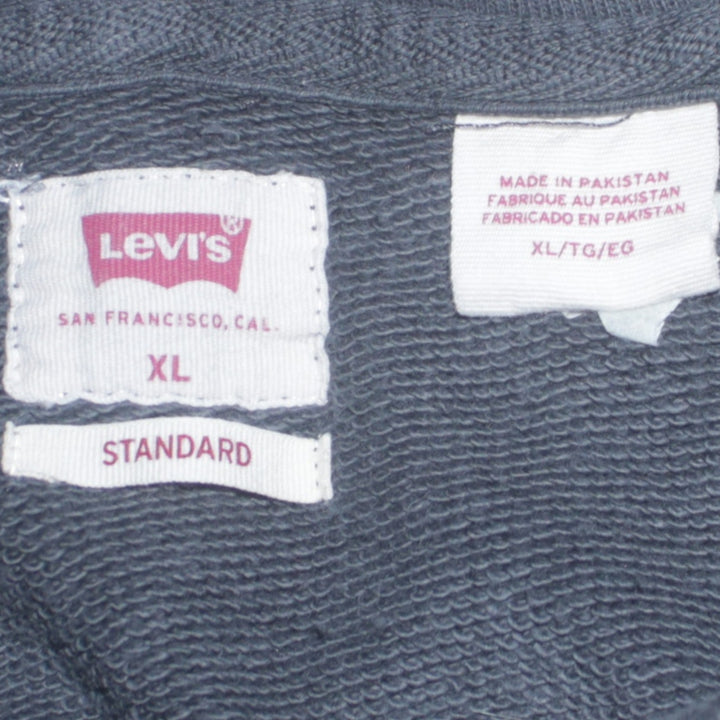 LEVI'S®
SAN FRANCISCO, CAL.
XL
STANDARD
MADE IN PAKISTAN
FABRIQUE AU PAKISTAN
FABRICADO EN PAKISTAN
XL/TG/EG